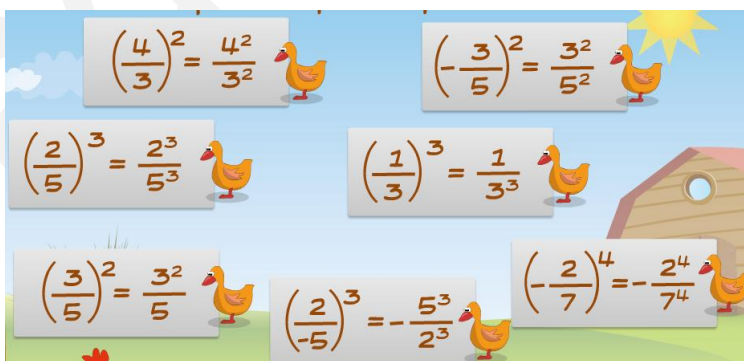 (4/3)² = 4²/3²
(-3/5)² = 3²/5²
(2/5)³ = 2³/5³
(1/3)³ = 1/3³
(3/5)² = 3²/5
(2/-5)³ = -5³/2³
(-2/7)⁴ = -2⁴/7⁴